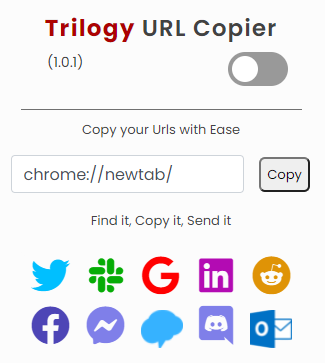 Trilogy URL Copier
(1.0.1)
Copy your Urls with Ease
chrome://newtab/
Copy
Find it, Copy it, Send it